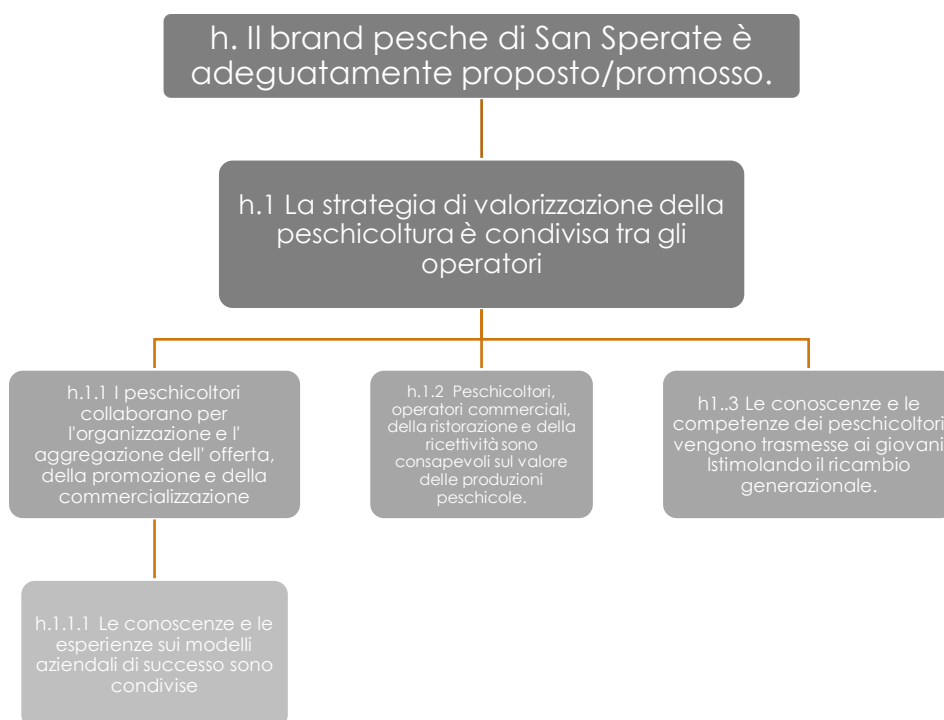 h. Il brand pesche di San Sperate è
adeguatamente proposto/promosso.
h.1 La strategia di valorizzazione della
peschicoltura è condivisa tra gli
operatori
h.1.1 I peschicoltori
collaborano per
l'organizzazione e l'
aggregazione dell' offerta,
della promozione e della
commercializzazione
h.1.2 Peschicoltori,
operatori commerciali,
della ristorazione e della
ricettività sono
consapevoli sul valore
delle produzioni
peschicole.
h1..3 Le conoscenze e le
competenze dei peschicoltori
vengono trasmesse ai giovani
Istimolando il ricambio
generazionale.
h.1.1.1 Le conoscenze e le
esperienze sui modelli
aziendali di successo sono
condivise